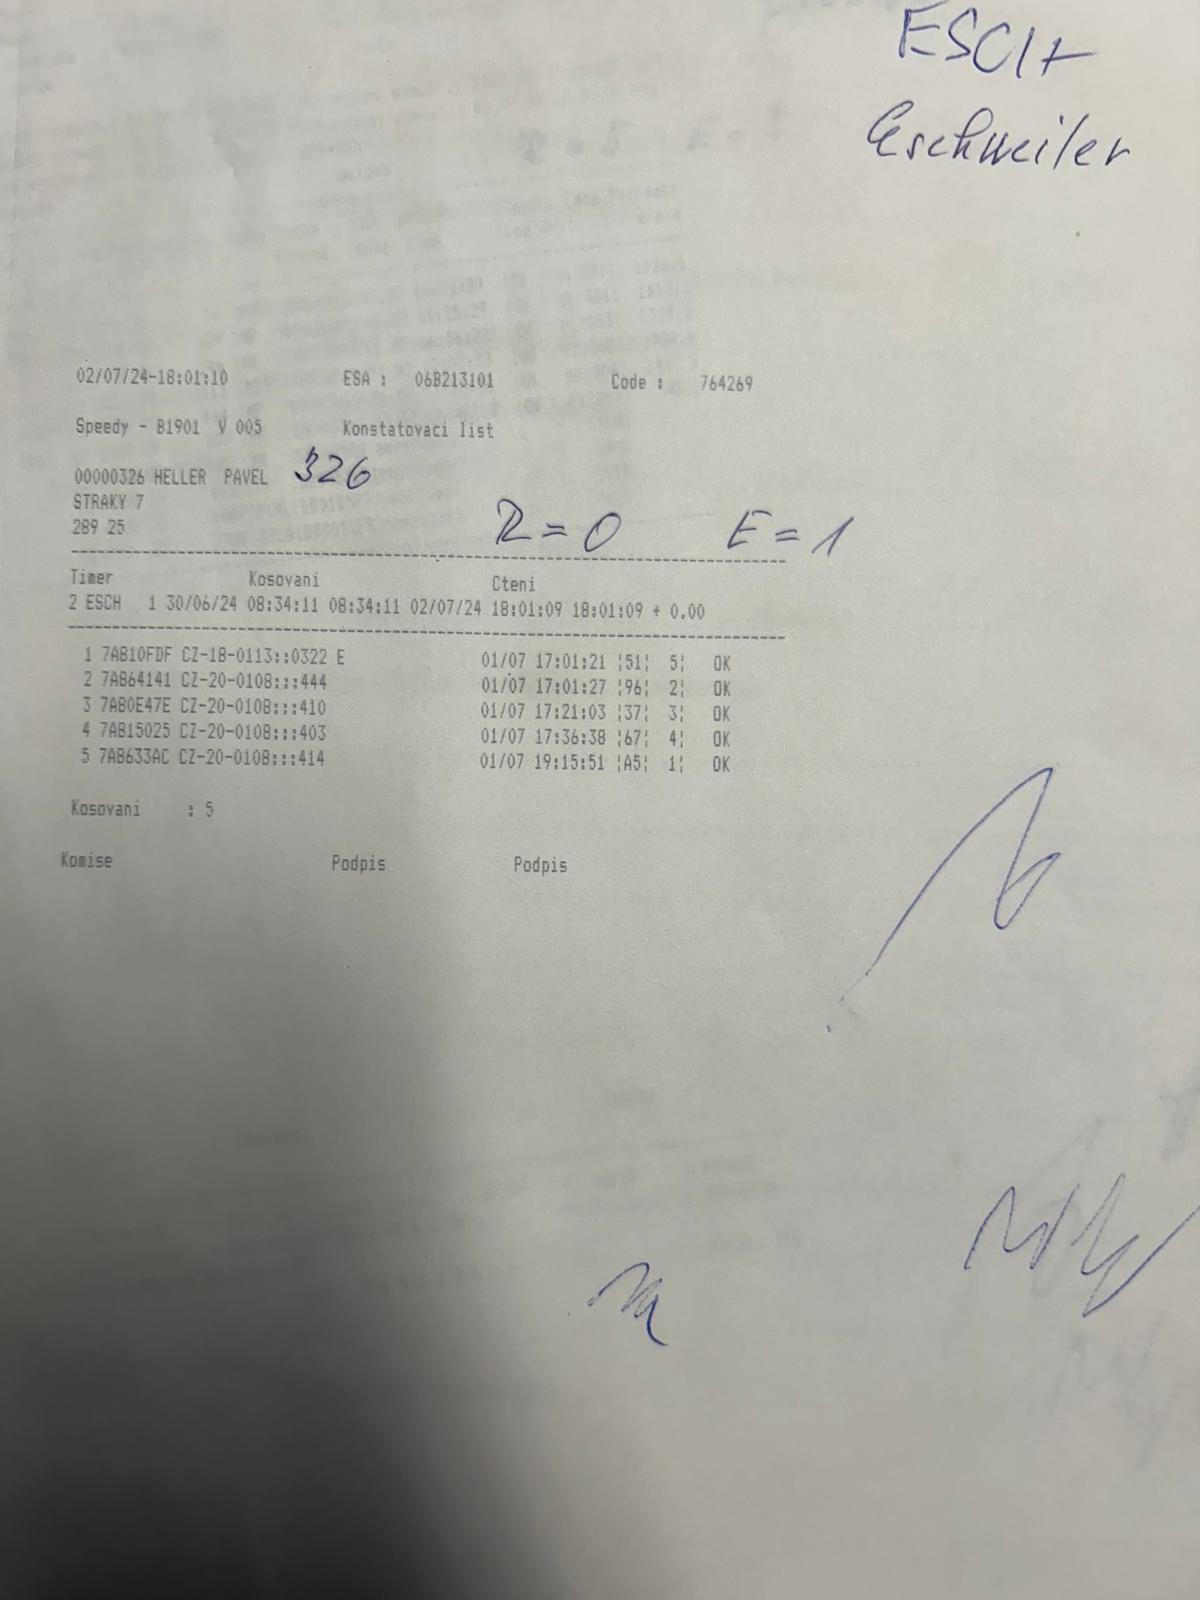 ESCH
Eschweiler
02/07/24-18:01:10 ESA : 06B213101 Code : 764269
Speedy - B1901 V 005 Konstatovaci list
00000326 HELLER PAVEL 326
STRAKY 7
289 25
R=0 E=1
Timer Kosovani Cteni
2 ESCH 1 30/06/24 08:34:11 08:34:11 02/07/24 18:01:09 18:01:09 + 0.00
1 7AB10FDF CZ-18-0113::0322 E 01/07 17:01:21 ¦51¦ 5¦ OK
2 7AB64141 CZ-20-0108:::444 01/07 17:01:27 ¦96¦ 2¦ OK
3 7AB0E47E CZ-20-0108:::410 01/07 17:21:03 ¦37¦ 3¦ OK
4 7AB15025 CZ-20-0108:::403 01/07 17:36:38 ¦67¦ 4¦ OK
5 7AB633AC CZ-20-0108:::414 01/07 19:15:51 ¦A5¦ 1¦ OK
Kosovani : 5
Komise Podpis Podpis